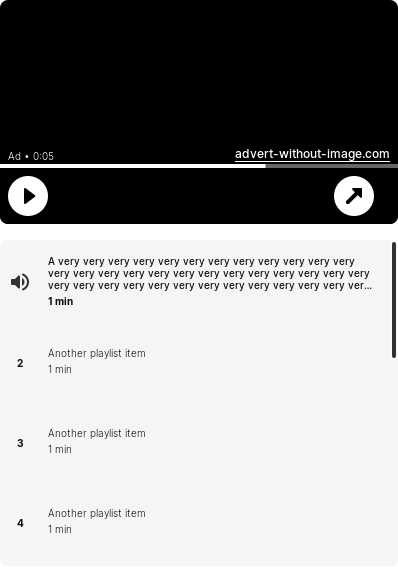 Ad • 0:05
advert-without-image.com
A very very very very very very very very very very very very
very very very very very very very very very very very very very
very very very very very very very very very very very very ver...
1 min
2
Another playlist item
1 min
3
Another playlist item
1 min
4
Another playlist item
1 min